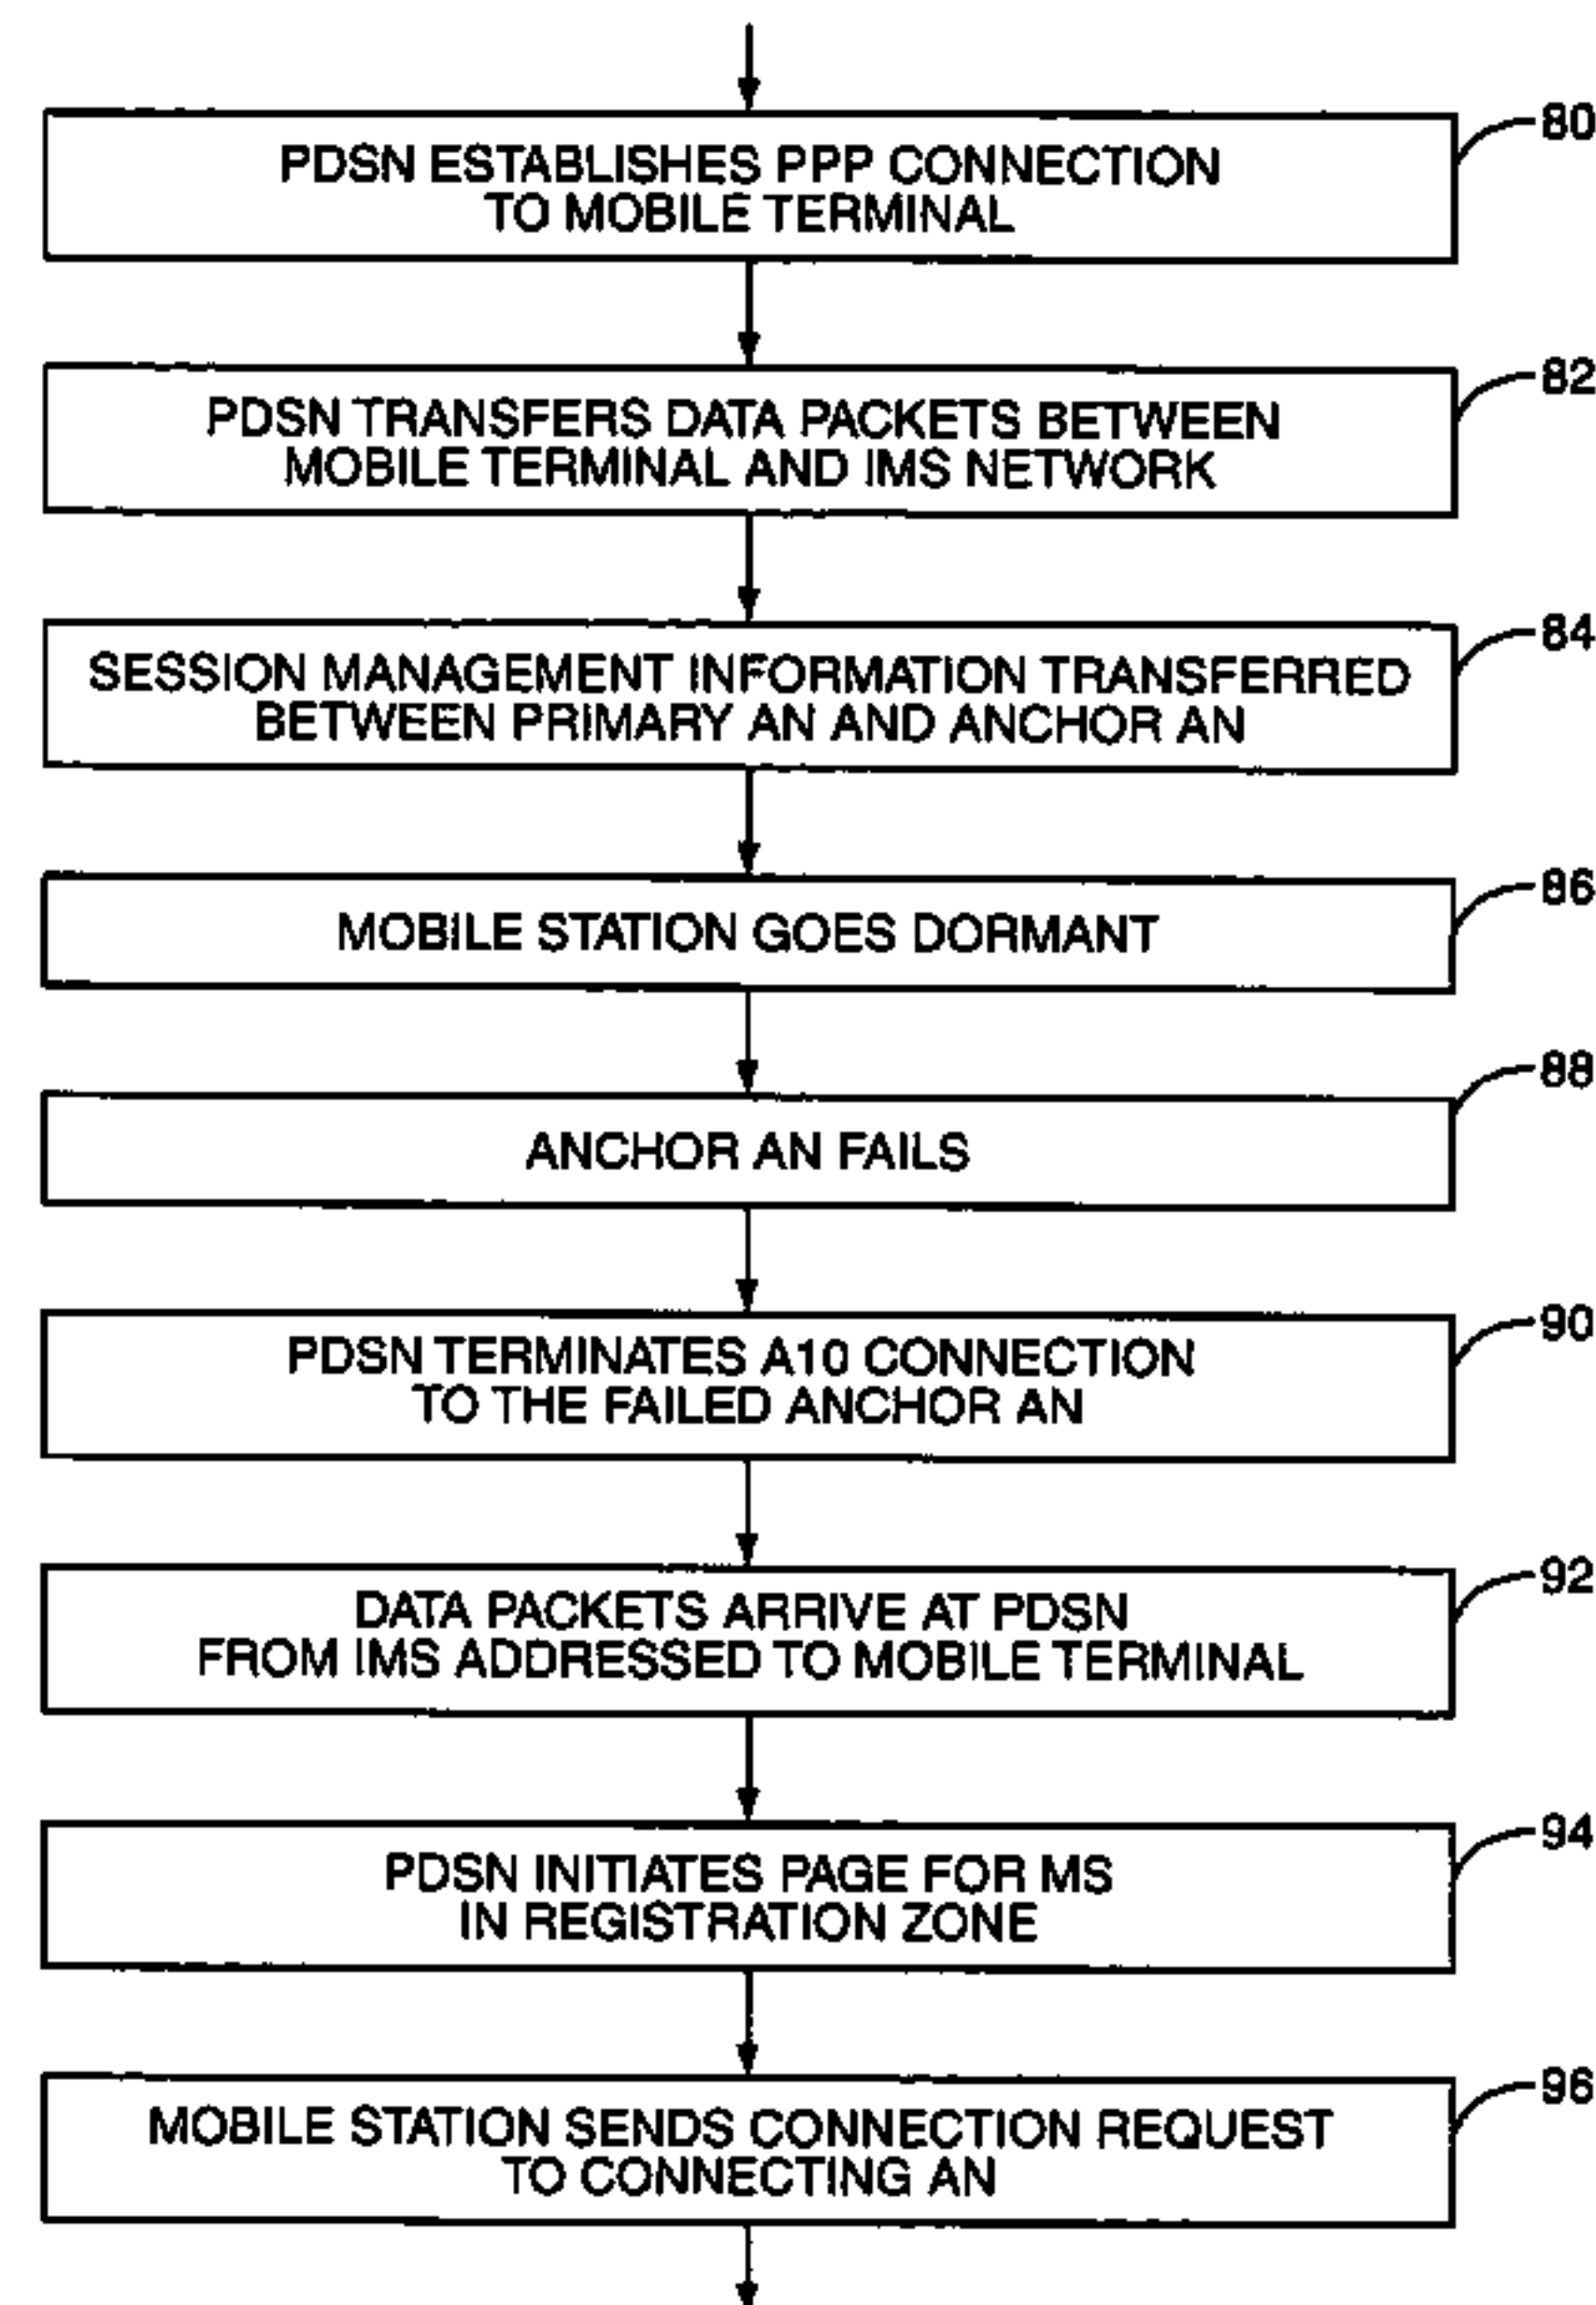 80
PDSN ESTABLISHES PPP CONNECTION
TO MOBILE TERMINAL
82
PDSN TRANSFERS DATA PACKETS BETWEEN
MOBILE TERMINAL AND IMS NETWORK
84
SESSION MANAGEMENT INFORMATION TRANSFERRED
BETWEEN PRIMARY AN AND ANCHOR AN
86
MOBILE STATION GOES DORMANT
88
ANCHOR AN FAILS
90
PDSN TERMINATES A10 CONNECTION
TO THE FAILED ANCHOR AN
92
DATA PACKETS ARRIVE AT PDSN
FROM IMS ADDRESSED TO MOBILE TERMINAL
94
PDSN INITIATES PAGE FOR MS
IN REGISTRATION ZONE
96
MOBILE STATION SENDS CONNECTION REQUEST
TO CONNECTING AN